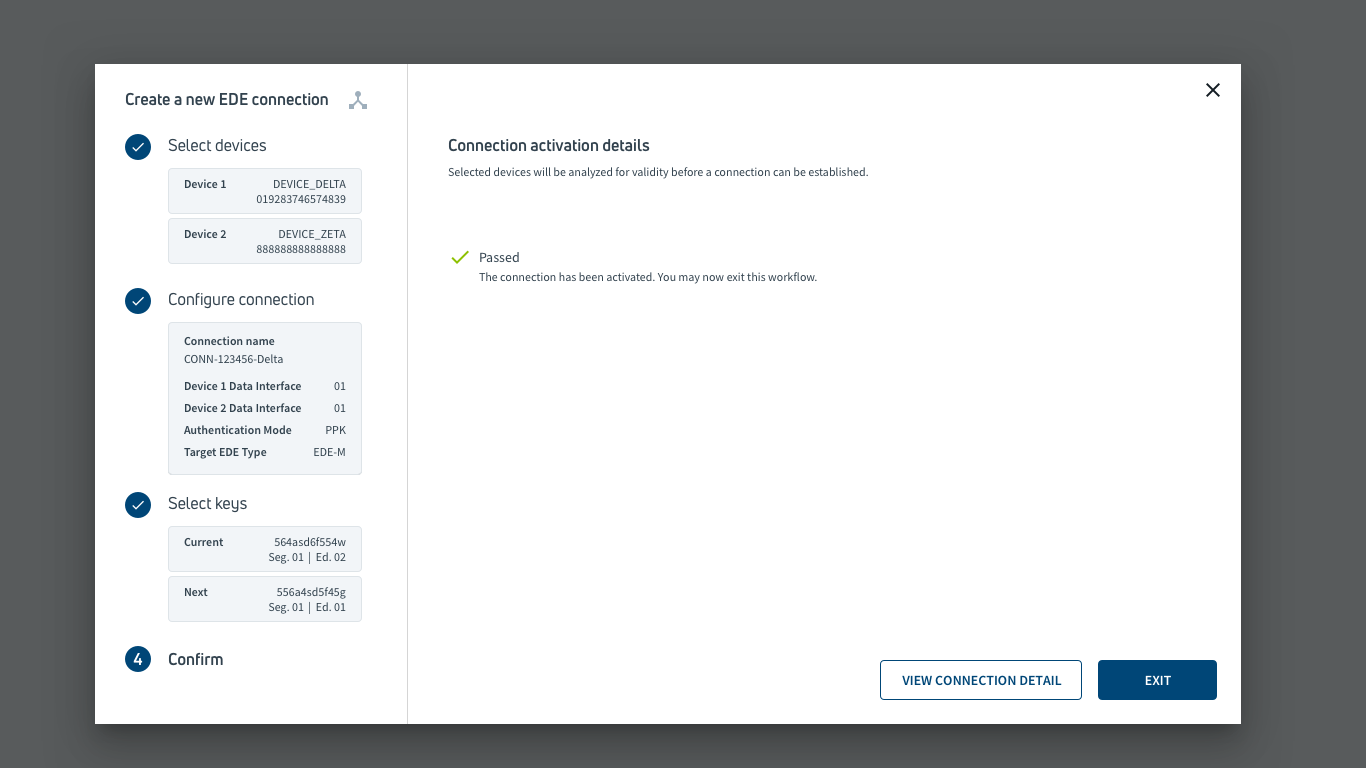 Create a new EDE connection
Select devices
Device 1 DEVICE_DELTA
019283746574839
Device 2 DEVICE_ZETA
888888888888888
Configure connection
Connection name
CONN-123456-Delta
Device 1 Data Interface 01
Device 2 Data Interface 01
Authentication Mode PPK
Target EDE Type EDE-M
Select keys
Current 564asd6f554w
Seg. 01 | Ed. 02
Next 556a4sd5f45g
Seg. 01 | Ed. 01
4 Confirm
Connection activation details
Selected devices will be analyzed for validity before a connection can be established.
Passed
The connection has been activated. You may now exit this workflow.
VIEW CONNECTION DETAIL
EXIT